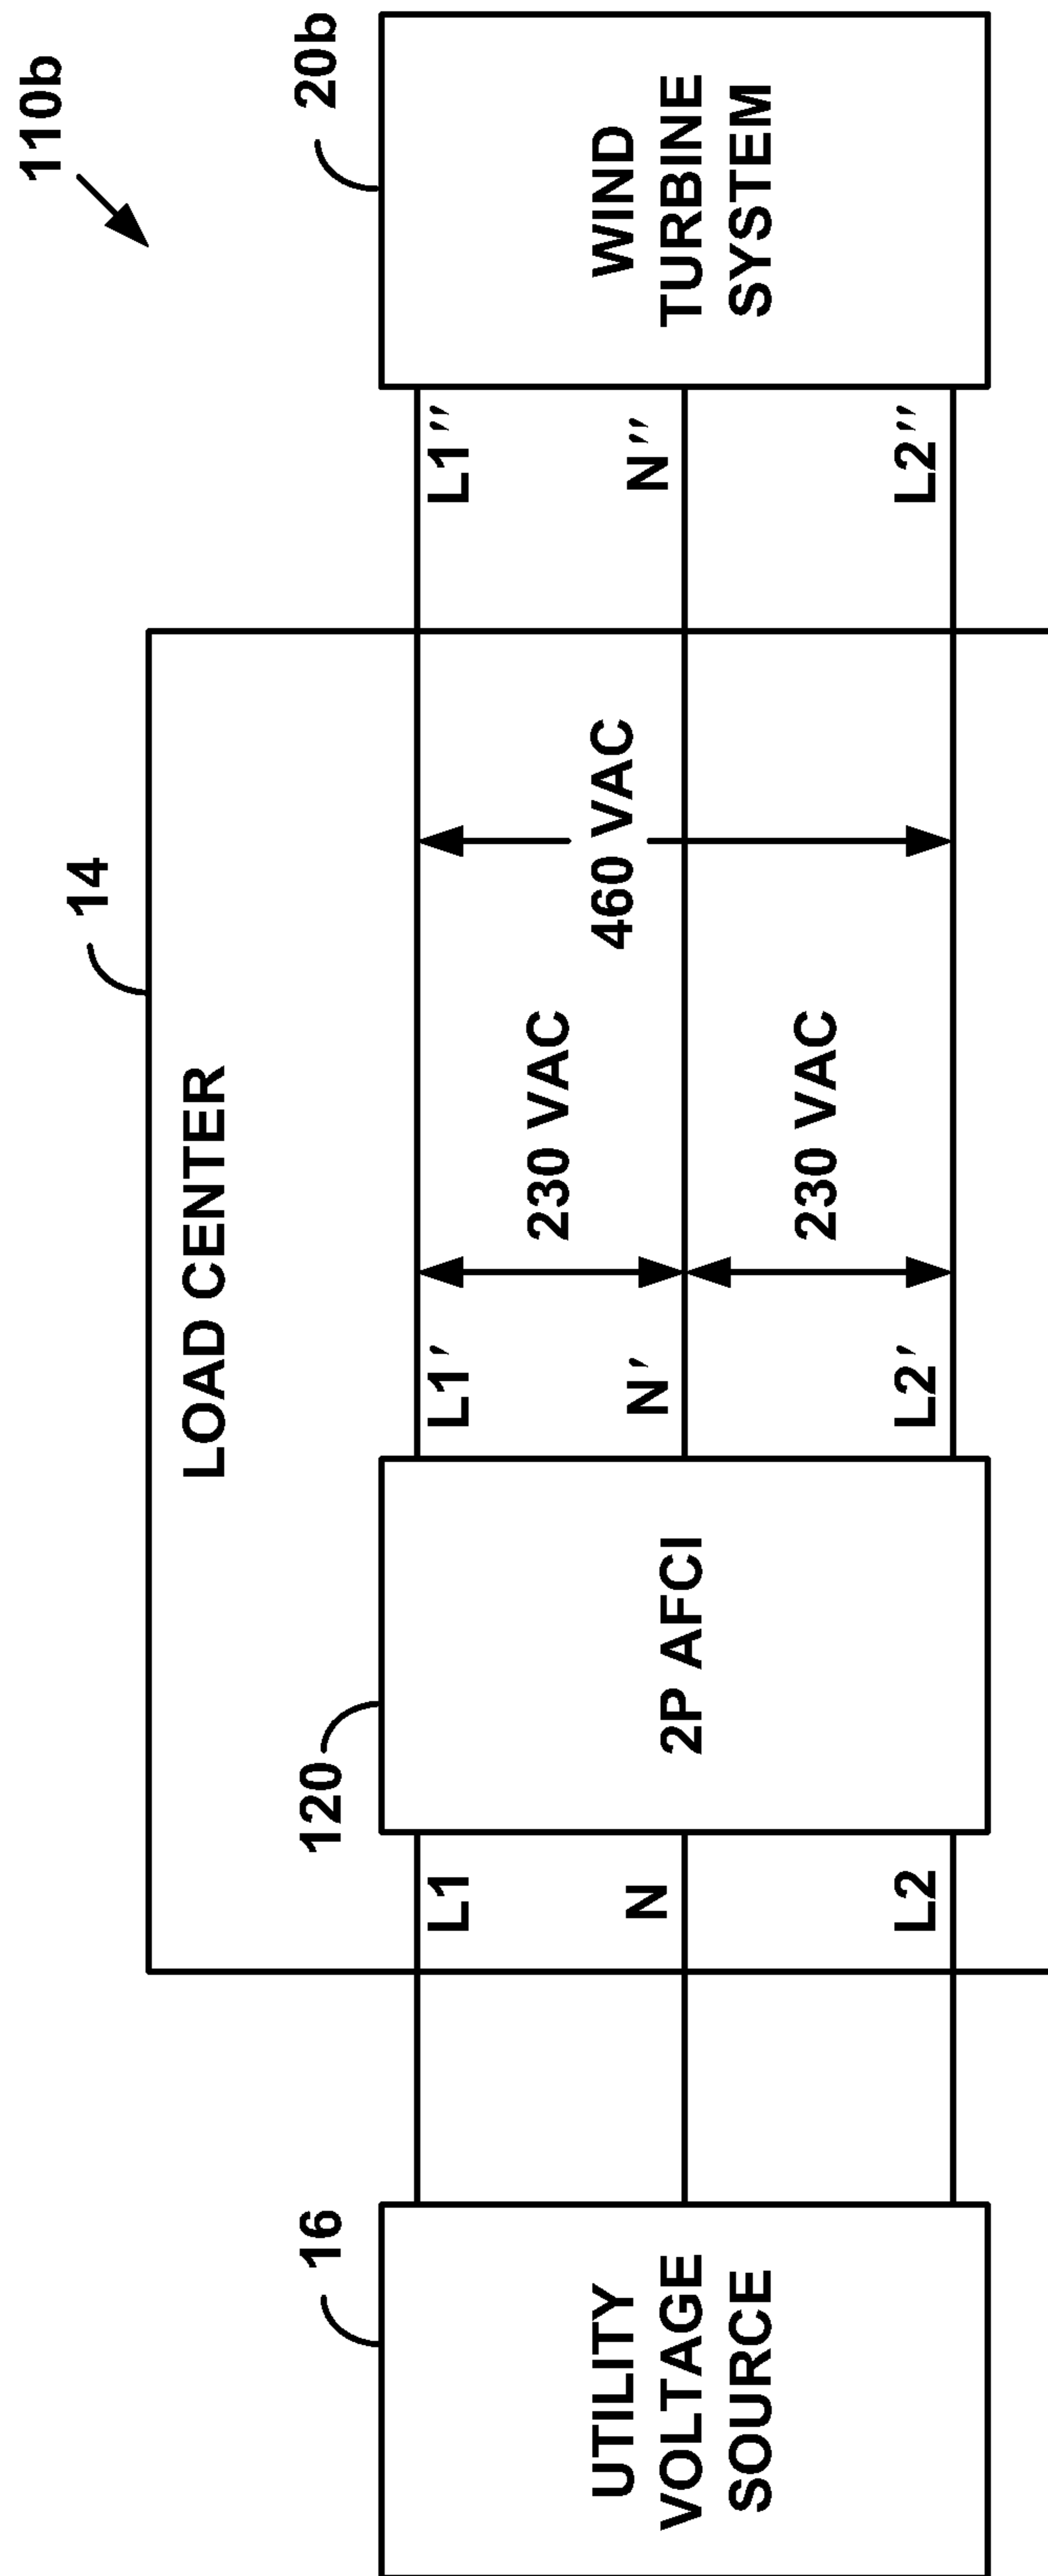 110b
14
LOAD CENTER
16
120
20b
UTILITY
VOLTAGE
SOURCE
L1
N
L2
2P AFCI
L1′
N′
L2′
230 VAC
230 VAC
460 VAC
L1″
N″
L2″
WIND
TURBINE
SYSTEM